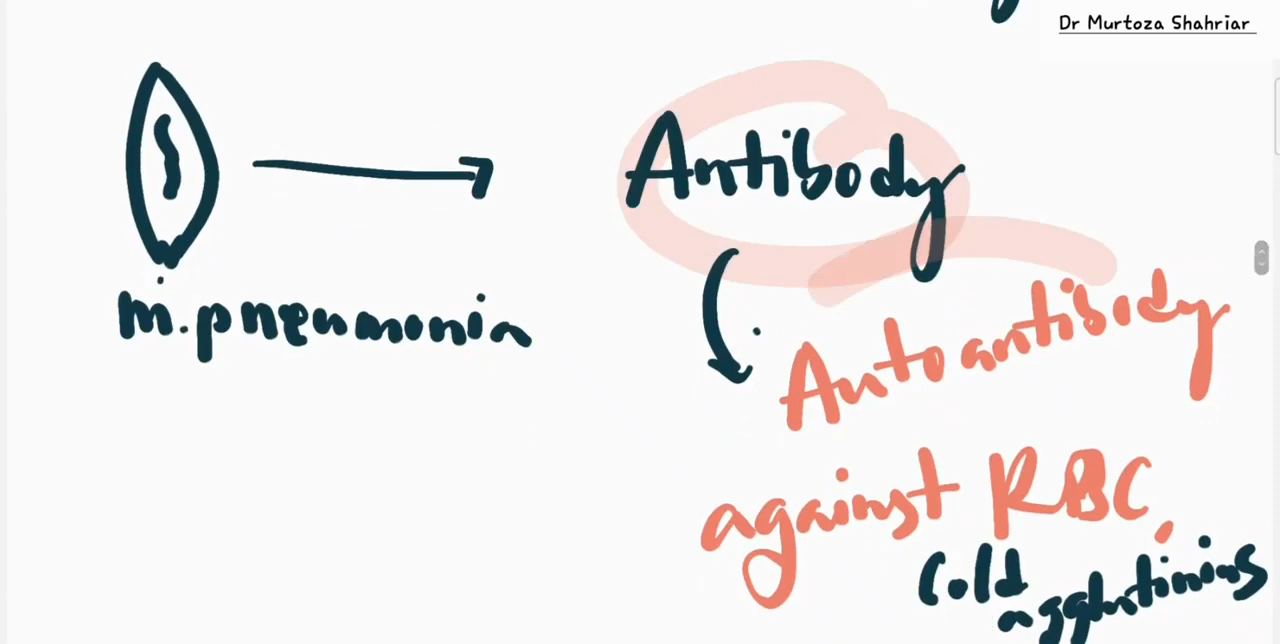 Dr Murtoza Shahriar
Antibody
m.pneumonia
Autoantibody
against RBC.
Cold
agglutinins